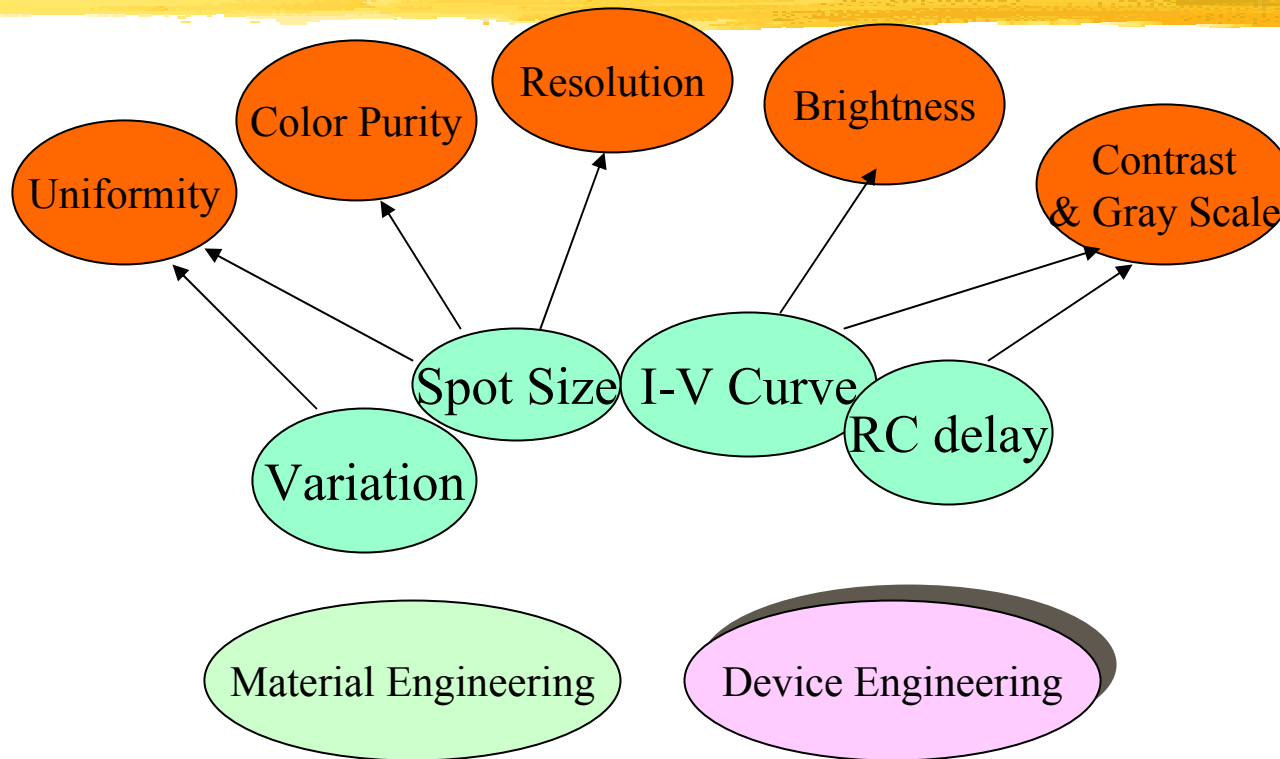 Resolution
Brightness
Color Purity
Contrast
& Gray Scale
Uniformity
Spot Size
I-V Curve
RC delay
Variation
Material Engineering
Device Engineering